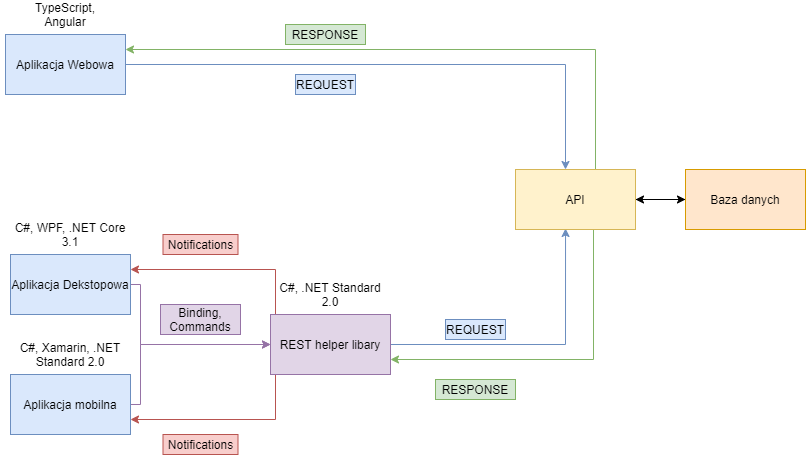 TypeScript,
Angular
Aplikacja Webowa
RESPONSE
REQUEST
API
Baza danych
C#, WPF, .NET Core
3.1
Aplikacja Dekstopowa
Notifications
Binding,
Commands
C#, .NET Standard
2.0
REST helper libary
REQUEST
RESPONSE
C#, Xamarin, .NET
Standard 2.0
Aplikacja mobilna
Notifications